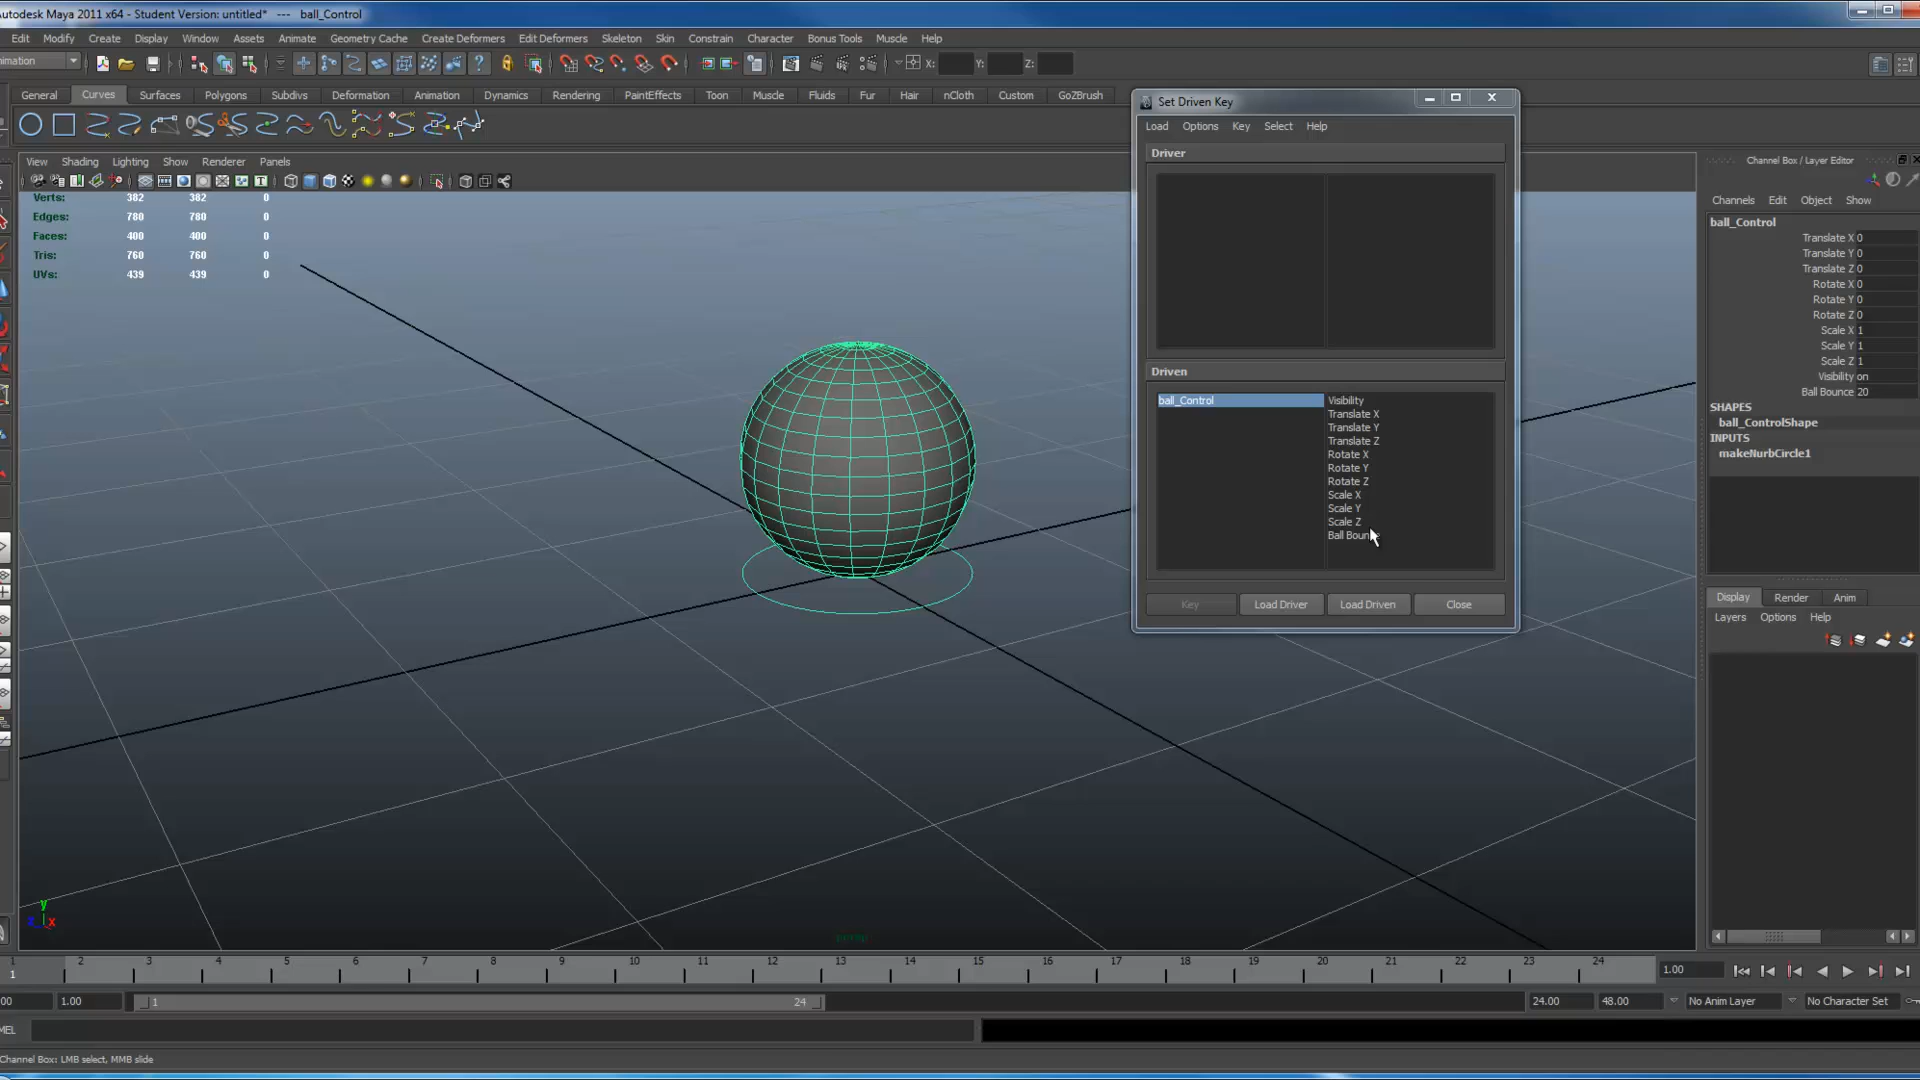 Autodesk Maya 2011 x64 - Student Version: untitled* --- ball_Control
Edit Modify Create Display Window Assets Animate Geometry Cache Create Deformers Edit Deformers Skeleton Skin Constrain Character Bonus Tools Muscle Help
nimation X: Y: Z:
General Curves Surfaces Polygons Subdivs Deformation Animation Dynamics Rendering PaintEffects Toon Muscle Fluids Fur Hair nCloth Custom GoZBrush
View Shading Lighting Show Renderer Panels
Verts: 382 382 0
Edges: 780 780 0
Faces: 400 400 0
Tris: 760 760 0
UVs: 439 439 0
Set Driven Key
Load Options Key Select Help
Driver
Driven
ball_Control
Visibility
Translate X
Translate Y
Translate Z
Rotate X
Rotate Y
Rotate Z
Scale X
Scale Y
Scale Z
Ball Bounce
Key Load Driver Load Driven Close
Channel Box / Layer Editor
Channels Edit Object Show
ball_Control
Translate X 0
Translate Y 0
Translate Z 0
Rotate X 0
Rotate Y 0
Rotate Z 0
Scale X 1
Scale Y 1
Scale Z 1
Visibility on
Ball Bounce 20
SHAPES
ball_ControlShape
INPUTS
makeNurbCircle1
Display Render Anim
Layers Options Help
y
x
1 2 3 4 5 6 7 8 9 10 11 12 13 14 15 16 17 18 19 20 21 22 23 24
1 1.00
00 1.00 1 24 24.00 48.00 No Anim Layer No Character Set
MEL
Channel Box: LMB select, MMB slide